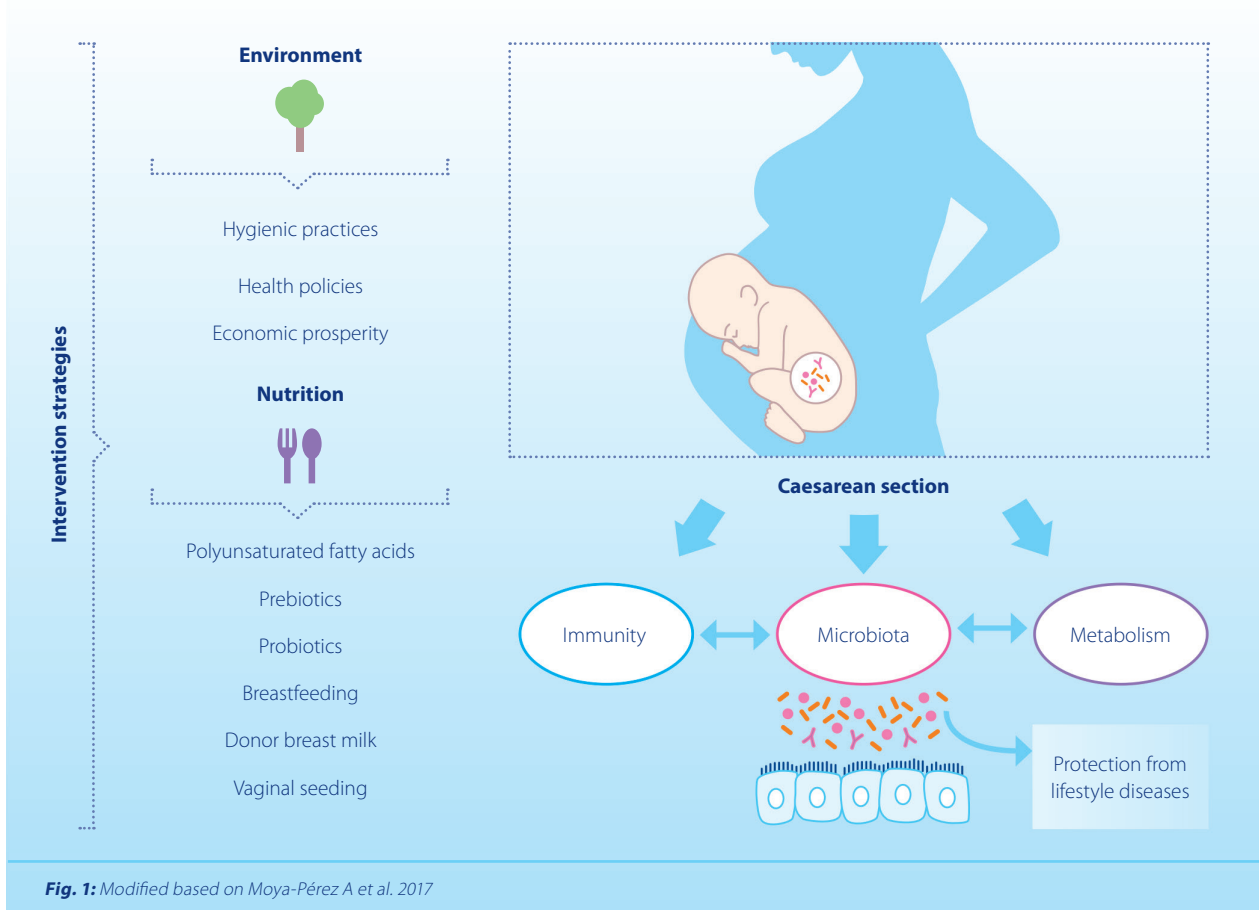 Intervention strategies
Environment
Hygienic practices
Health policies
Economic prosperity
Nutrition
Polyunsaturated fatty acids
Prebiotics
Probiotics
Breastfeeding
Donor breast milk
Vaginal seeding
Caesarean section
Immunity
Microbiota
Metabolism
Protection from
lifestyle diseases
Fig. 1: Modified based on Moya-Pérez A et al. 2017